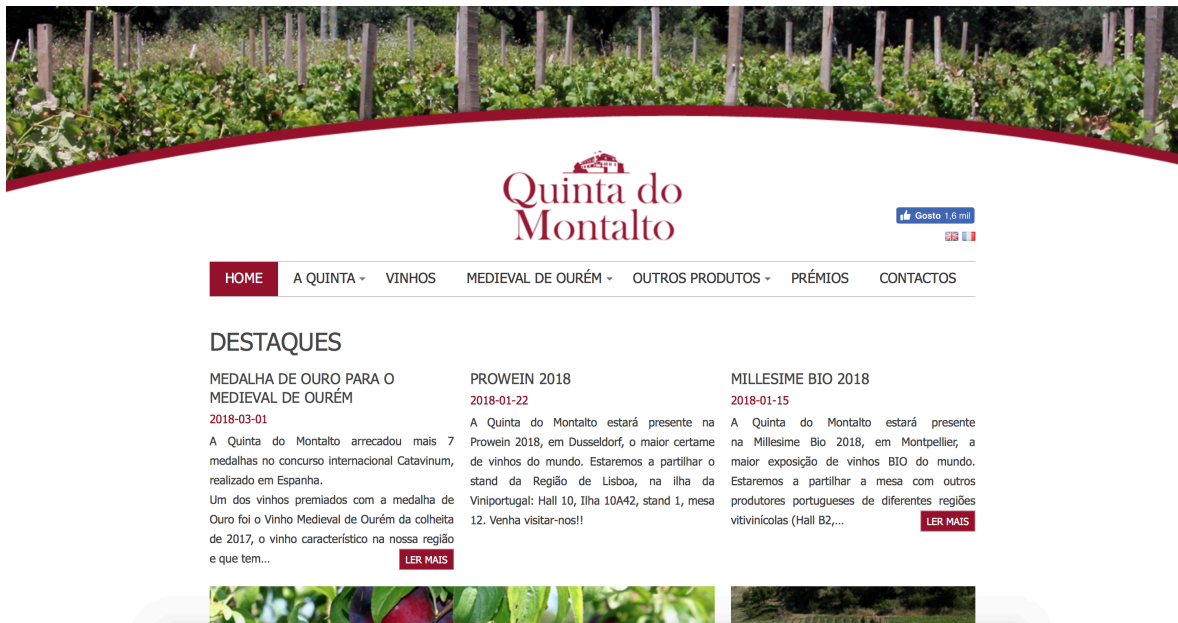 Quinta do
Montalto
Gosto 1,6 mil
HOME
A QUINTA
VINHOS
MEDIEVAL DE OURÉM
OUTROS PRODUTOS
PRÉMIOS
CONTACTOS
DESTAQUES
MEDALHA DE OURO PARA O
MEDIEVAL DE OURÉM
2018-03-01
A Quinta do Montalto arrecadou mais 7
medalhas no concurso internacional Catavinum,
realizado em Espanha.
Um dos vinhos premiados com a medalha de
Ouro foi o Vinho Medieval de Ourém da colheita
de 2017, o vinho característico na nossa região
e que tem...
LER MAIS
PROWEIN 2018
2018-01-22
A Quinta do Montalto estará presente na
Prowein 2018, em Dusseldorf, o maior certame
de vinhos do mundo. Estaremos a partilhar o
stand da Região de Lisboa, na ilha da
Viniportugal: Hall 10, Ilha 10A42, stand 1, mesa
12. Venha visitar-nos!!
MILLESIME BIO 2018
2018-01-15
A Quinta do Montalto estará presente
na Millesime Bio 2018, em Montpellier, a
maior exposição de vinhos BIO do mundo.
Estaremos a partilhar a mesa com outros
produtores portugueses de diferentes regiões
vitivinícolas (Hall B2,...
LER MAIS